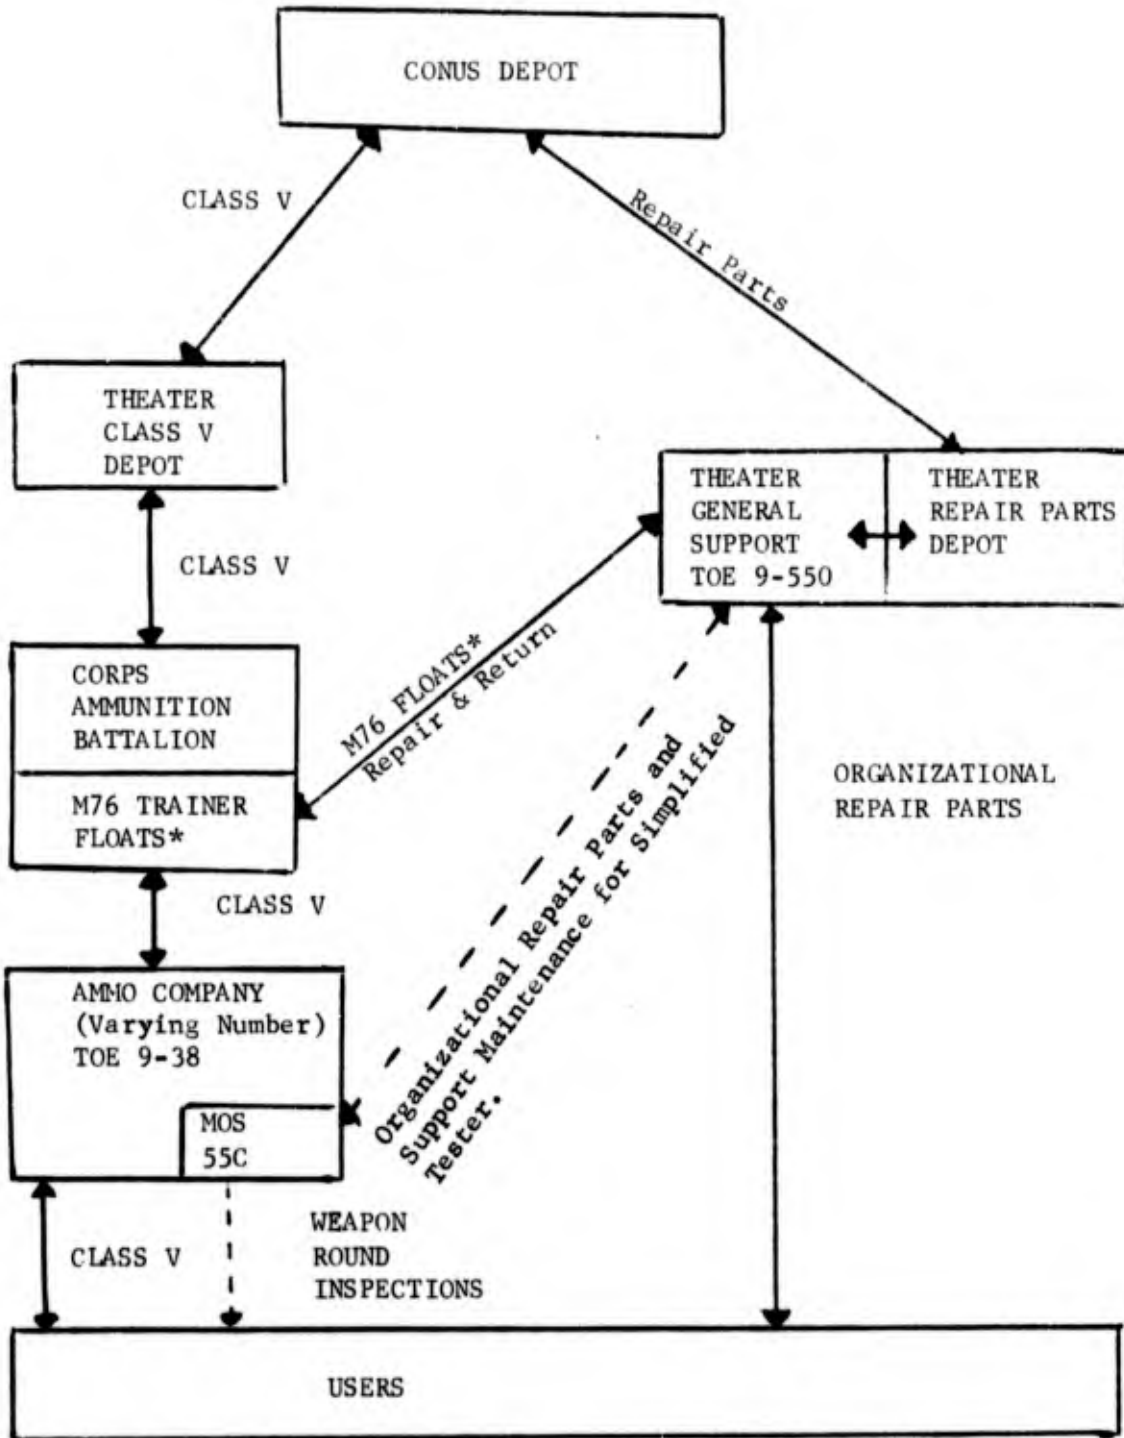 CONUS DEPOT
CLASS V
Repair Parts
THEATER
CLASS V
DEPOT
THEATER
GENERAL
SUPPORT
TOE 9-550
THEATER
REPAIR PARTS
DEPOT
CLASS V
CORPS
AMMUNITION
BATTALION
M76 TRAINER
FLOATS*
M76 FLOATS*
Repair & Return
ORGANIZATIONAL
REPAIR PARTS
CLASS V
Organizational Repair Parts and
Support Maintenance for Simplified
Tester.
AMMO COMPANY
(Varying Number)
TOE 9-38
MOS
55C
CLASS V
WEAPON
ROUND
INSPECTIONS
USERS